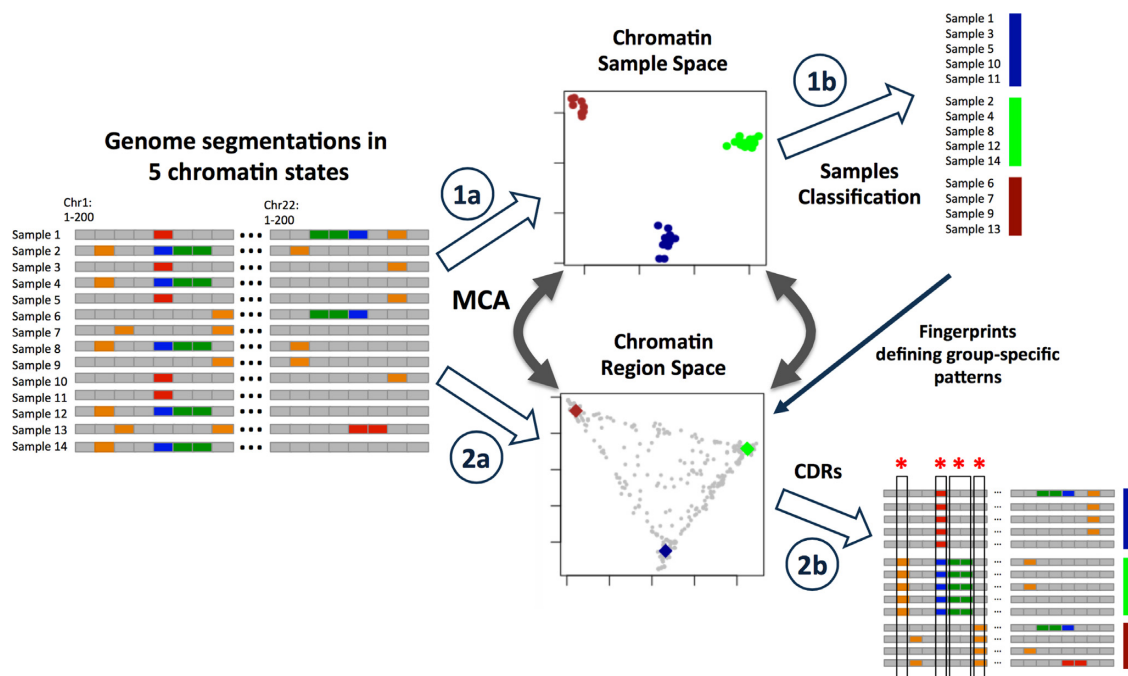 Genome segmentations in
5 chromatin states
Chr1:
1-200
Chr22:
1-200
Sample 1
Sample 2
Sample 3
Sample 4
Sample 5
Sample 6
Sample 7
Sample 8
Sample 9
Sample 10
Sample 11
Sample 12
Sample 13
Sample 14
•••
•••
1a
2a
MCA
Chromatin
Sample Space
Chromatin
Region Space
1b
Samples
Classification
Sample 1
Sample 3
Sample 5
Sample 10
Sample 11
Sample 2
Sample 4
Sample 8
Sample 12
Sample 14
Sample 6
Sample 7
Sample 9
Sample 13
Fingerprints
defining group-specific
patterns
CDRs
2b
* * * *